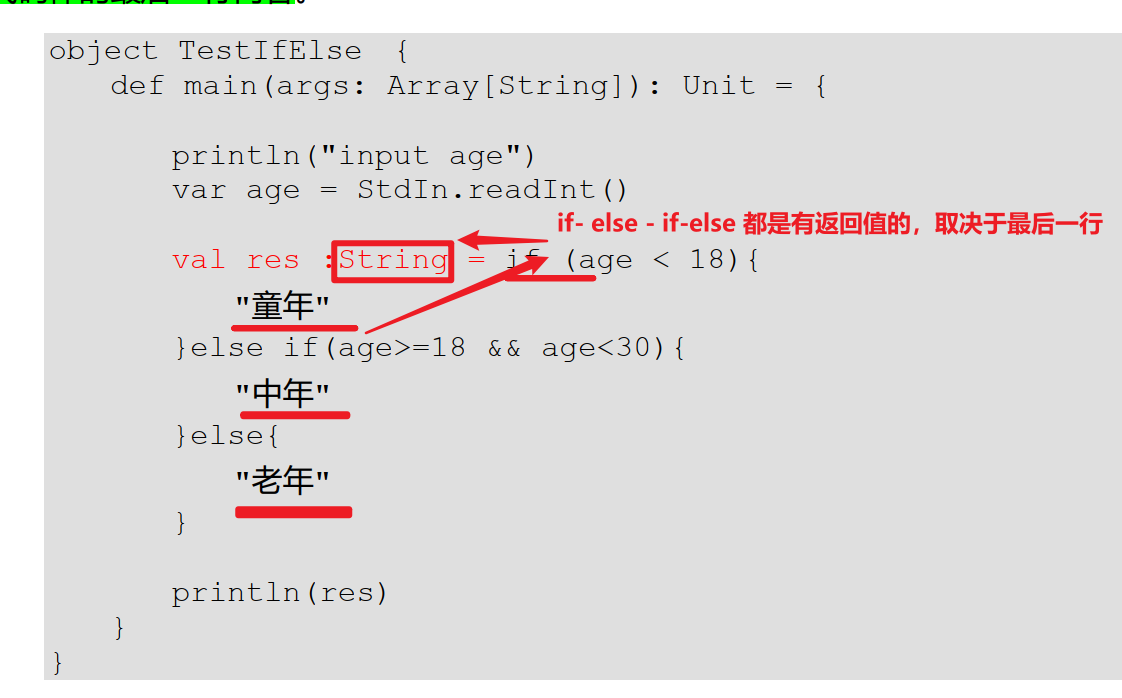 object TestIfElse {
def main(args: Array[String]): Unit = {
println("input age")
var age = StdIn.readInt()
if- else - if-else 都是有返回值的，取决于最后一行
val res :String = if (age < 18){
"童年"
}else if(age>=18 && age<30){
"中年"
}else{
"老年"
}
println(res)
}
}